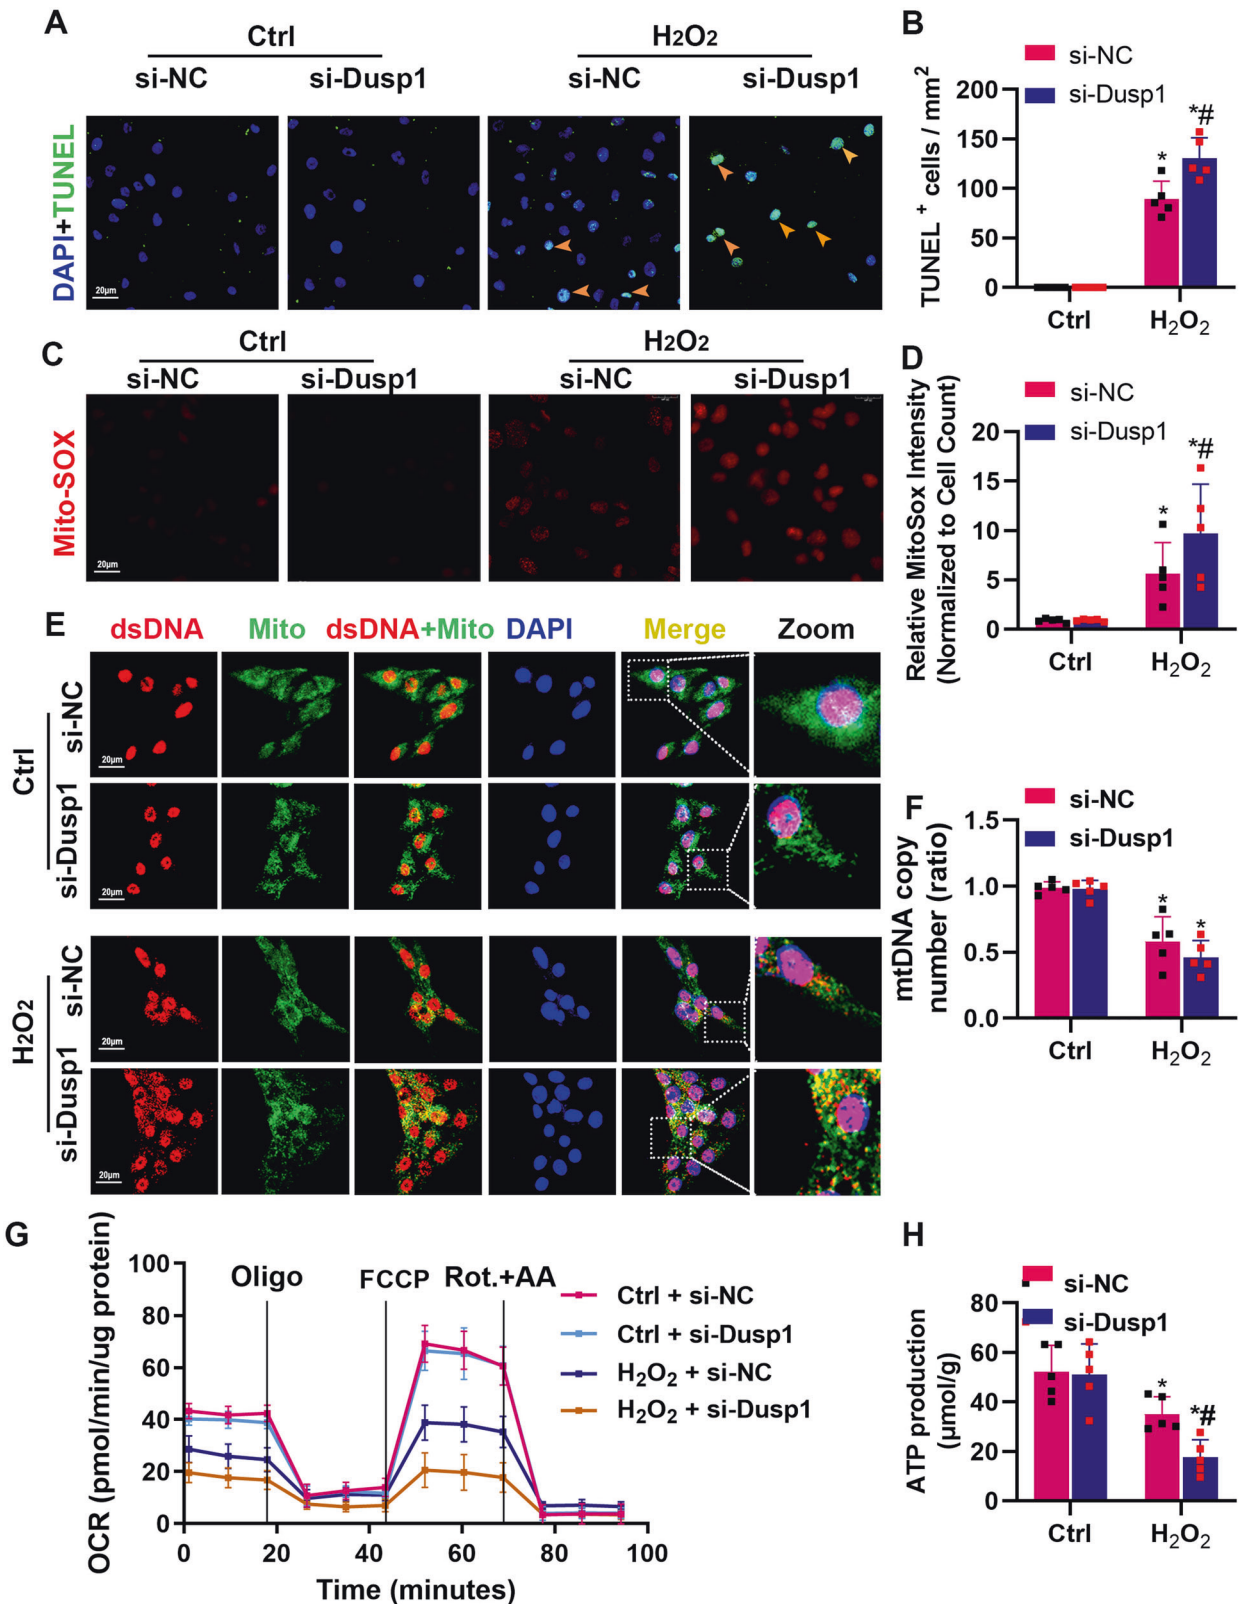 A
Ctrl
H2O2
si-NC
si-Dusp1
si-NC
si-Dusp1
DAPI+TUNEL
20μm
B
si-NC
si-Dusp1
TUNEL + cells / mm2
200
150
100
50
0
*
*#
Ctrl
H2O2
C
Ctrl
H2O2
si-NC
si-Dusp1
si-NC
si-Dusp1
Mito-SOX
20μm
D
si-NC
si-Dusp1
Relative MitoSox Intensity
(Normalized to Cell Count)
20
15
10
5
0
*
*#
Ctrl
H2O2
E
dsDNA
Mito
dsDNA+Mito
DAPI
Merge
Zoom
Ctrl
si-NC
20μm
si-Dusp1
20μm
H2O2
si-NC
20μm
si-Dusp1
20μm
F
si-NC
si-Dusp1
mtDNA copy
number (ratio)
1.5
1.0
0.5
0.0
*
*
Ctrl
H2O2
G
OCR (pmol/min/ug protein)
100
80
60
40
20
0
Oligo
FCCP
Rot.+AA
Ctrl + si-NC
Ctrl + si-Dusp1
H2O2 + si-NC
H2O2 + si-Dusp1
0
20
40
60
80
100
Time (minutes)
H
si-NC
si-Dusp1
ATP production
(μmol/g)
80
60
40
20
0
*
*#
Ctrl
H2O2